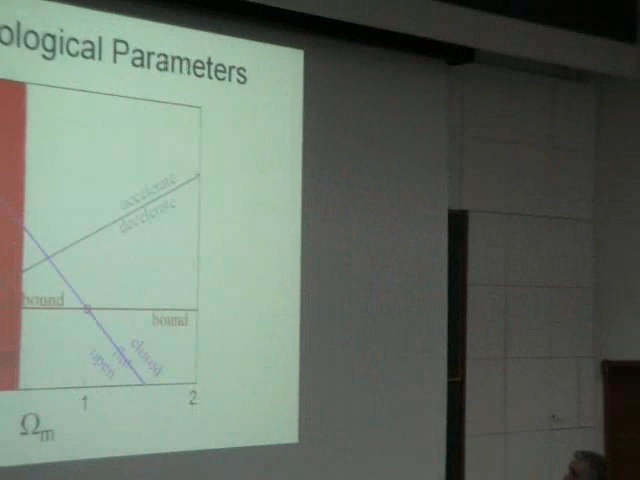 ological Parameters
accelerate
decelerate
bound
bound
closed
flat
open
1
2
Ωm